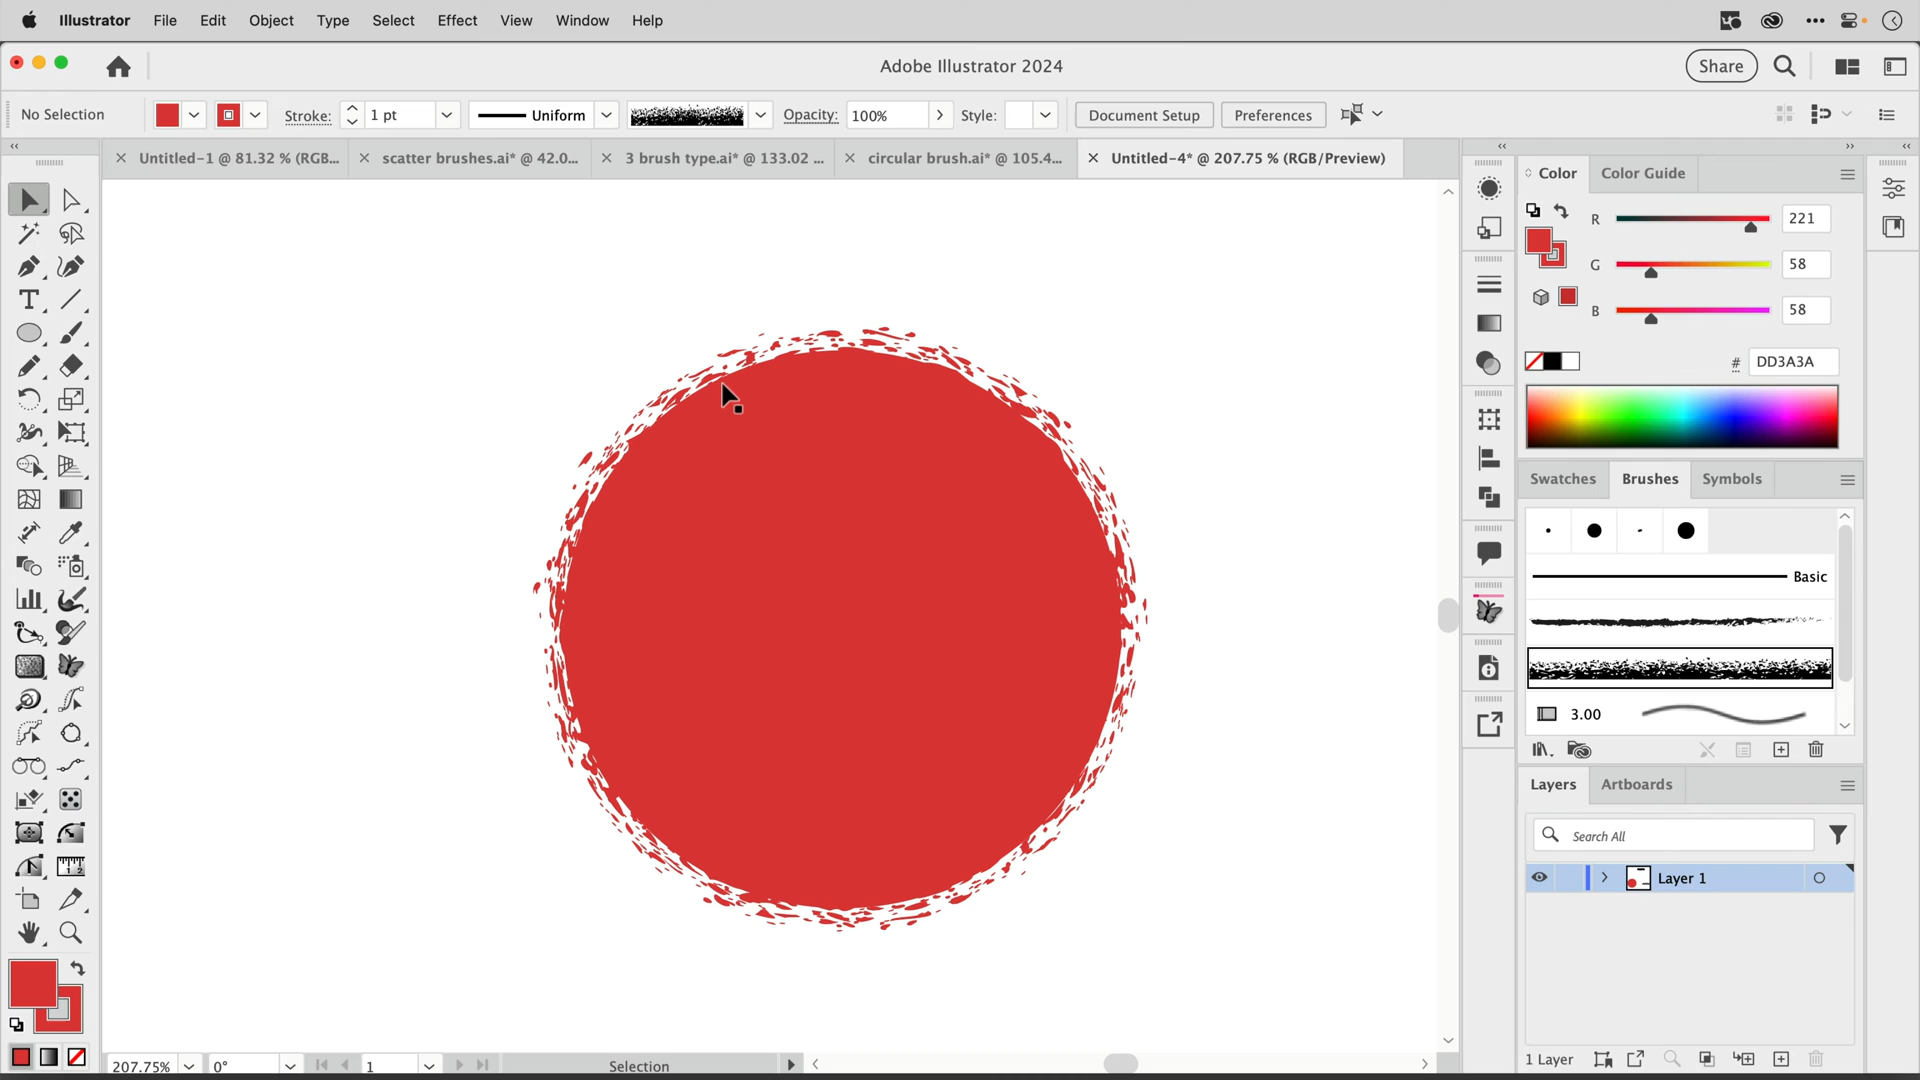 Illustrator File Edit Object Type Select Effect View Window Help
Adobe Illustrator 2024
Share
No Selection
Stroke:
1 pt
Uniform
Opacity:
100%
Style:
Document Setup
Preferences
Untitled-1 @ 81.32 % (RGB...
scatter brushes.ai* @ 42.0...
3 brush type.ai* @ 133.02 ...
circular brush.ai* @ 105.4...
Untitled-4* @ 207.75 % (RGB/Preview)
Color
Color Guide
R 221
G 58
B 58
# DD3A3A
Swatches
Brushes
Symbols
Basic
3.00
Layers
Artboards
Search All
Layer 1
1 Layer
207.75%
0°
1
Selection